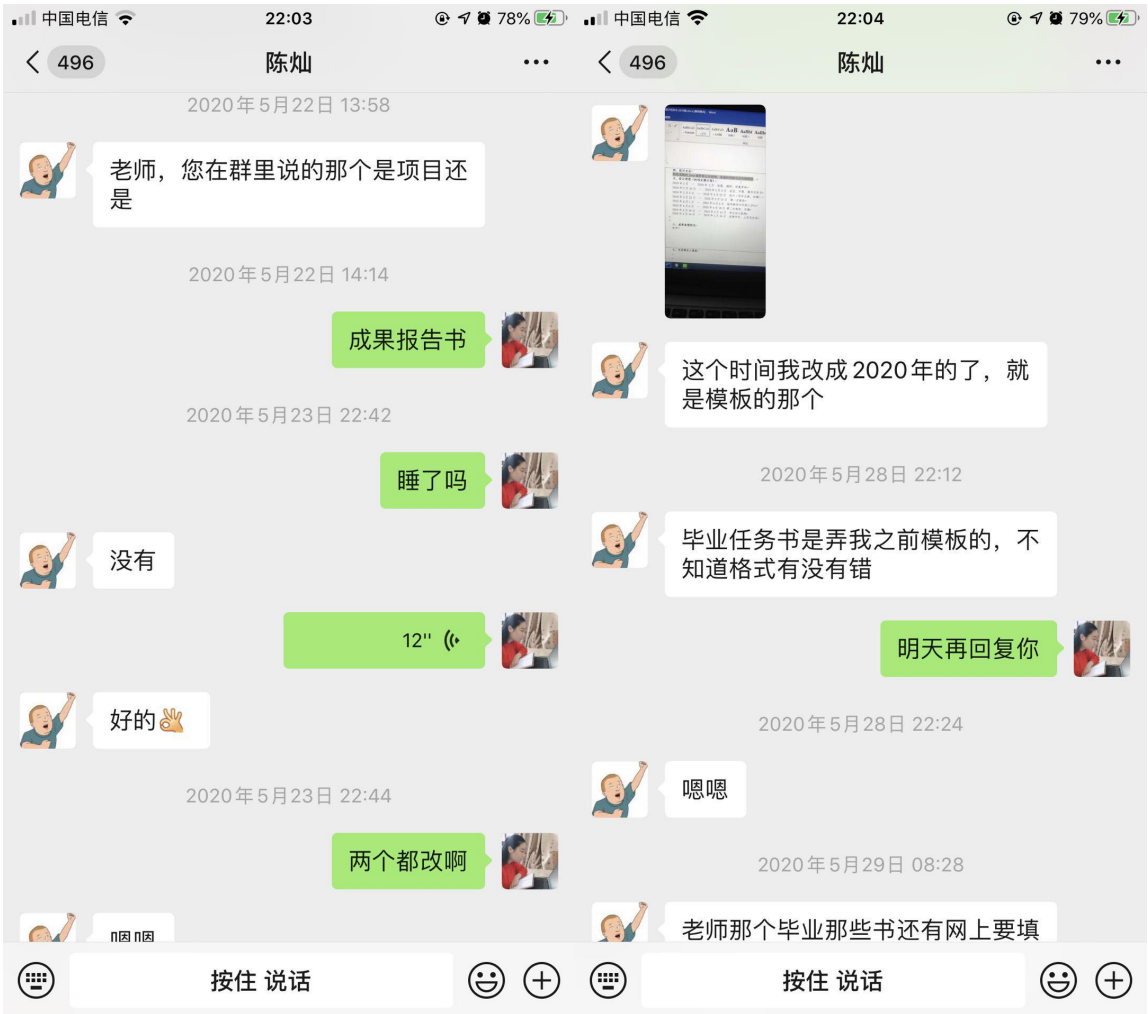 中国电信
22:03
78%
496
陈灿
2020年5月22日 13:58
老师，您在群里说的那个是项目还
是
2020年5月22日 14:14
成果报告书
2020年5月23日 22:42
睡了吗
没有
12''
好的👌
2020年5月23日 22:44
两个都改啊
嗯嗯
按住 说话
中国电信
22:04
79%
496
陈灿
这个时间我改成2020年的了，就
是模板的那个
2020年5月28日 22:12
毕业任务书是弄我之前模板的，不
知道格式有没有错
明天再回复你
2020年5月28日 22:24
嗯嗯
2020年5月29日 08:28
老师那个毕业那些书还有网上要填
按住 说话